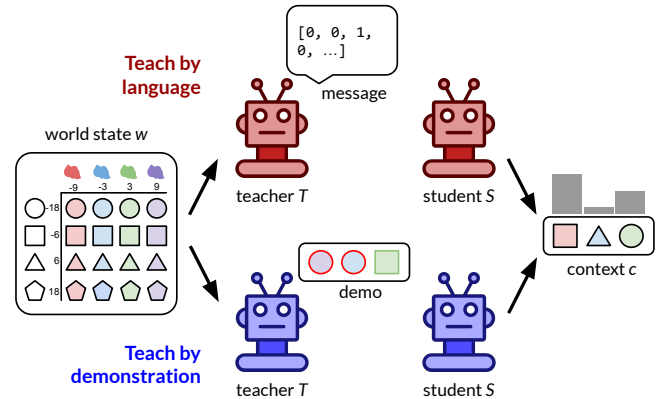 [0, 0, 1,
0, …]
Teach by
language
message
world state w
-9 -3 3 9
-18
-6
6
18
teacher T
student S
demo
context c
Teach by
demonstration
teacher T
student S